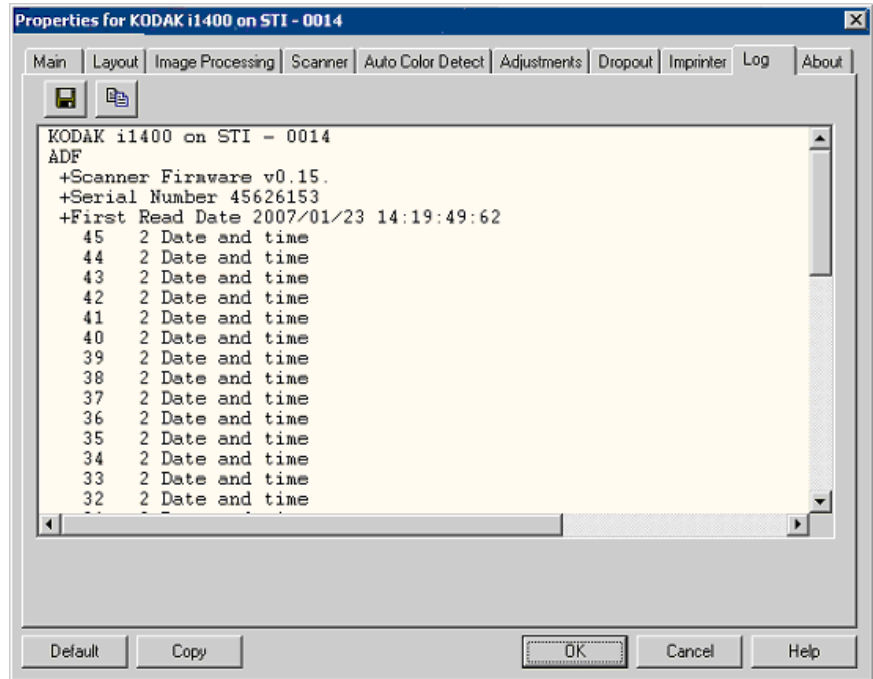 Properties for KODAK i1400 on STI - 0014
Main Layout Image Processing Scanner Auto Color Detect Adjustments Dropout Imprinter Log About
KODAK i1400 on STI - 0014
ADF
+Scanner Firmware v0.15.
+Serial Number 45626153
+First Read Date 2007/01/23 14:19:49:62
45 2 Date and time
44 2 Date and time
43 2 Date and time
42 2 Date and time
41 2 Date and time
40 2 Date and time
39 2 Date and time
38 2 Date and time
37 2 Date and time
36 2 Date and time
35 2 Date and time
34 2 Date and time
33 2 Date and time
32 2 Date and time
Default Copy OK Cancel Help